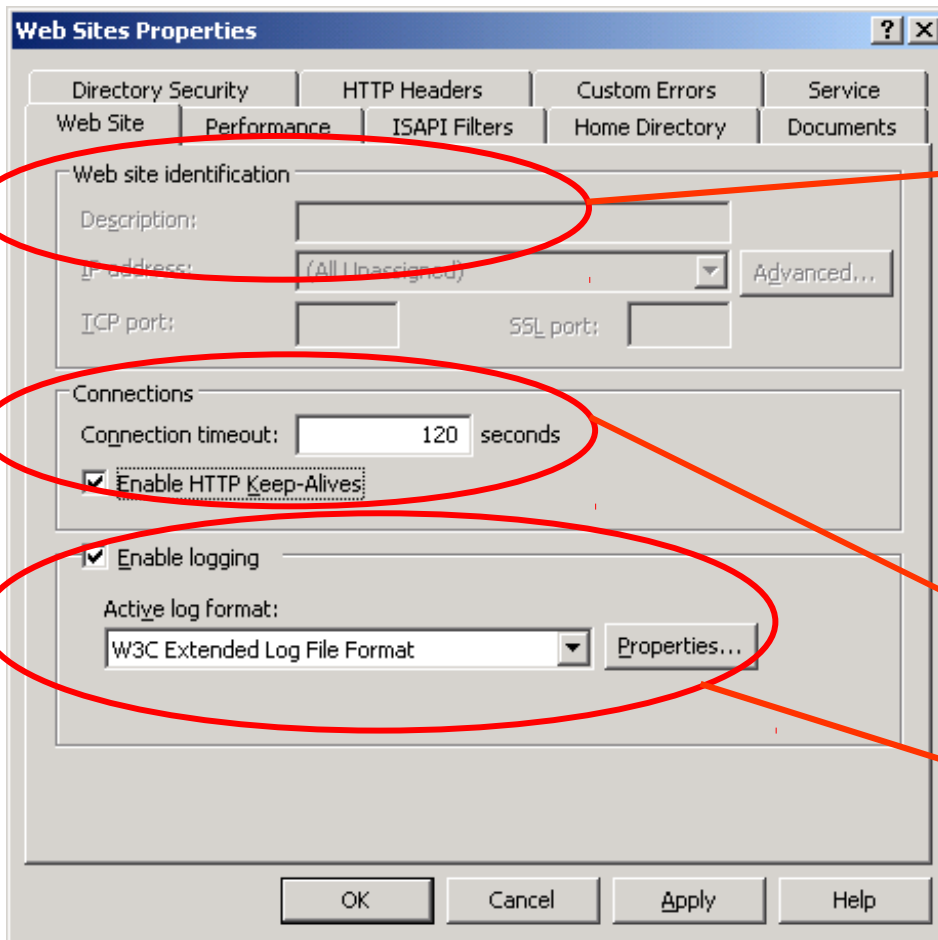 Web Sites Properties
Directory Security HTTP Headers Custom Errors Service
Web Site Performance ISAPI Filters Home Directory Documents
Web site identification
Description:
IP address: (All Unassigned) Advanced...
TCP port: SSL port:
Connections
Connection timeout: 120 seconds
Enable HTTP Keep-Alives
Enable logging
Active log format:
W3C Extended Log File Format Properties...
OK Cancel Apply Help